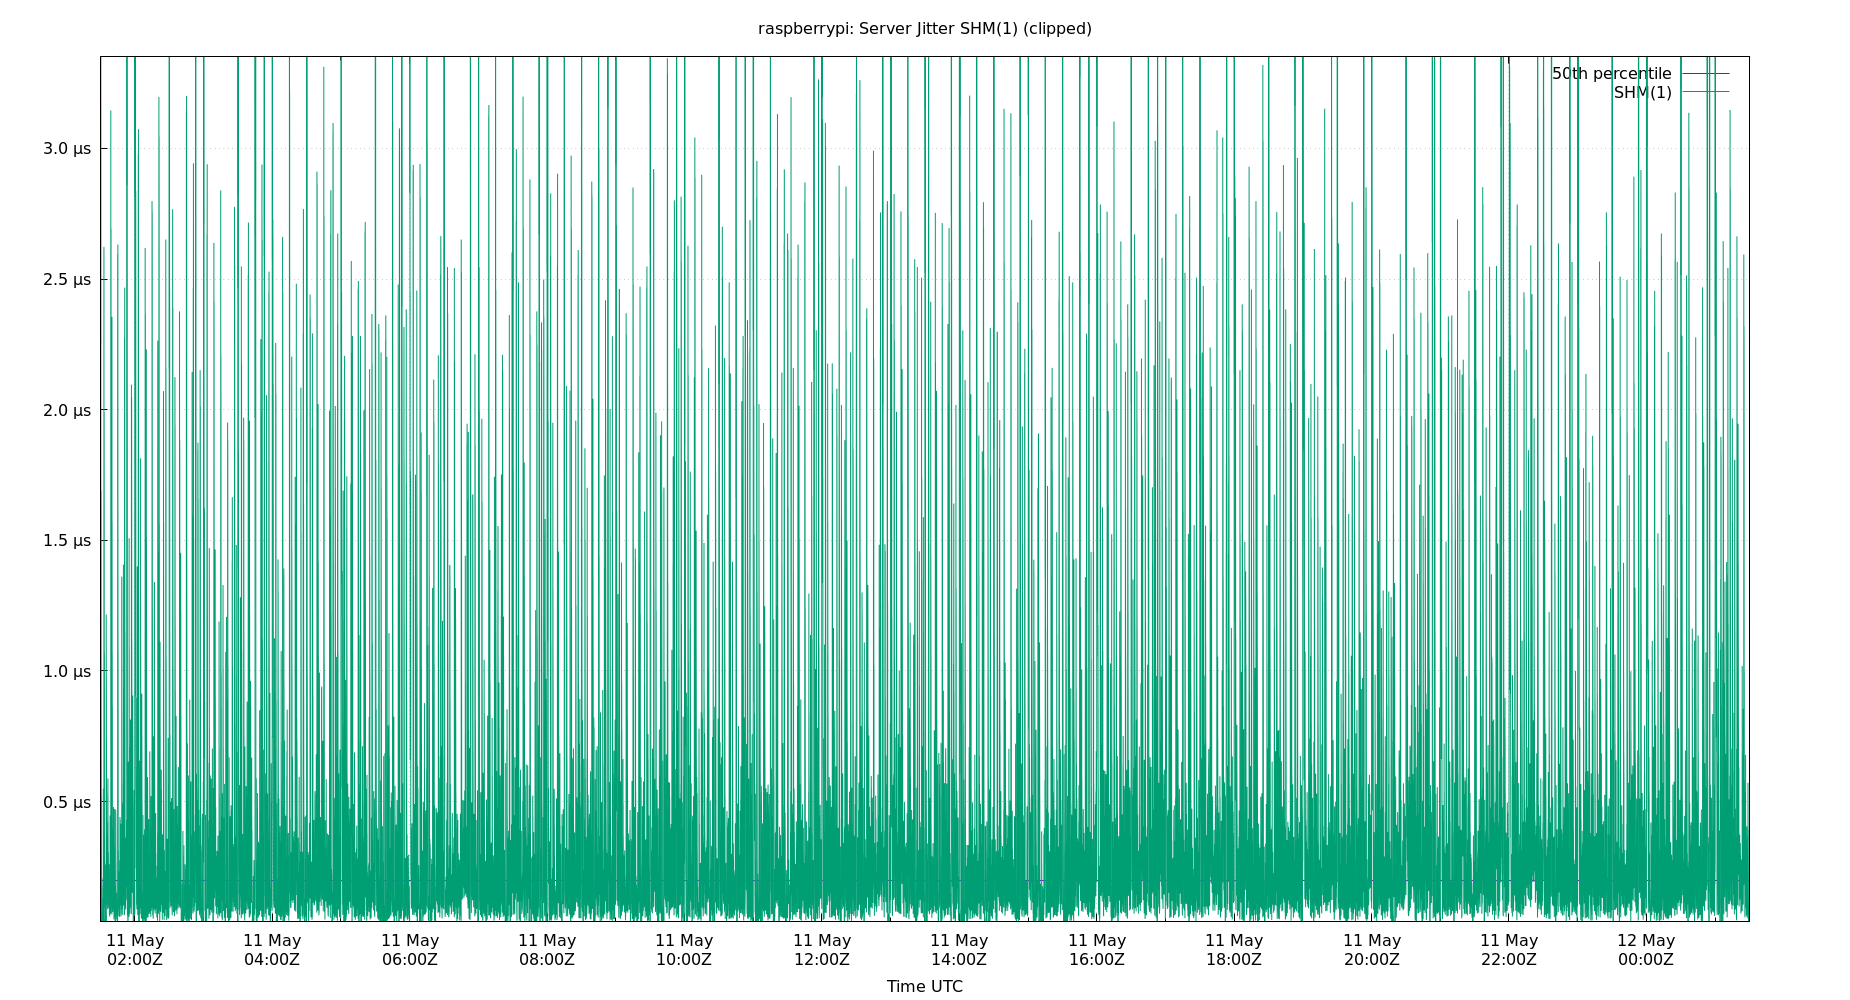 raspberrypi: Server Jitter SHM(1) (clipped)
50th percentile
SHM(1)
3.0 µs
2.5 µs
2.0 µs
1.5 µs
1.0 µs
0.5 µs
11 May 11 May 11 May 11 May 11 May 11 May 11 May 11 May 11 May 11 May 11 May 12 May
02:00Z 04:00Z 06:00Z 08:00Z 10:00Z 12:00Z 14:00Z 16:00Z 18:00Z 20:00Z 22:00Z 00:00Z
Time UTC